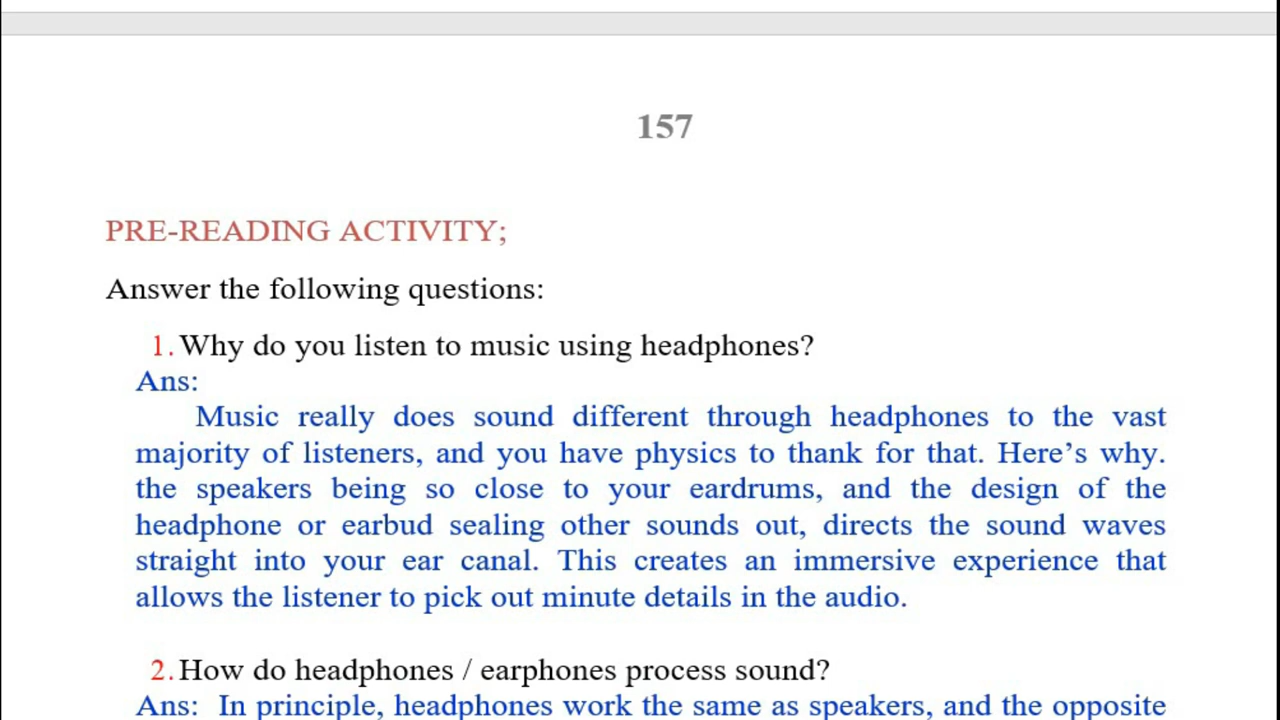 157
PRE-READING ACTIVITY;
Answer the following questions:
1. Why do you listen to music using headphones?
Ans:
Music really does sound different through headphones to the vast
majority of listeners, and you have physics to thank for that. Here’s why.
the speakers being so close to your eardrums, and the design of the
headphone or earbud sealing other sounds out, directs the sound waves
straight into your ear canal. This creates an immersive experience that
allows the listener to pick out minute details in the audio.
2. How do headphones / earphones process sound?
Ans: In principle, headphones work the same as speakers, and the opposite